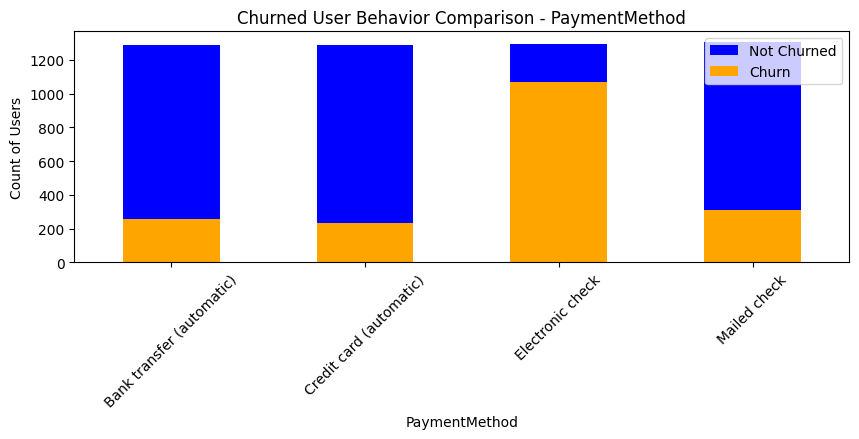 Churned User Behavior Comparison - PaymentMethod
Not Churned
Churn
Count of Users
1200
1000
800
600
400
200
0
Bank transfer (automatic)
Credit card (automatic)
Electronic check
Mailed check
PaymentMethod